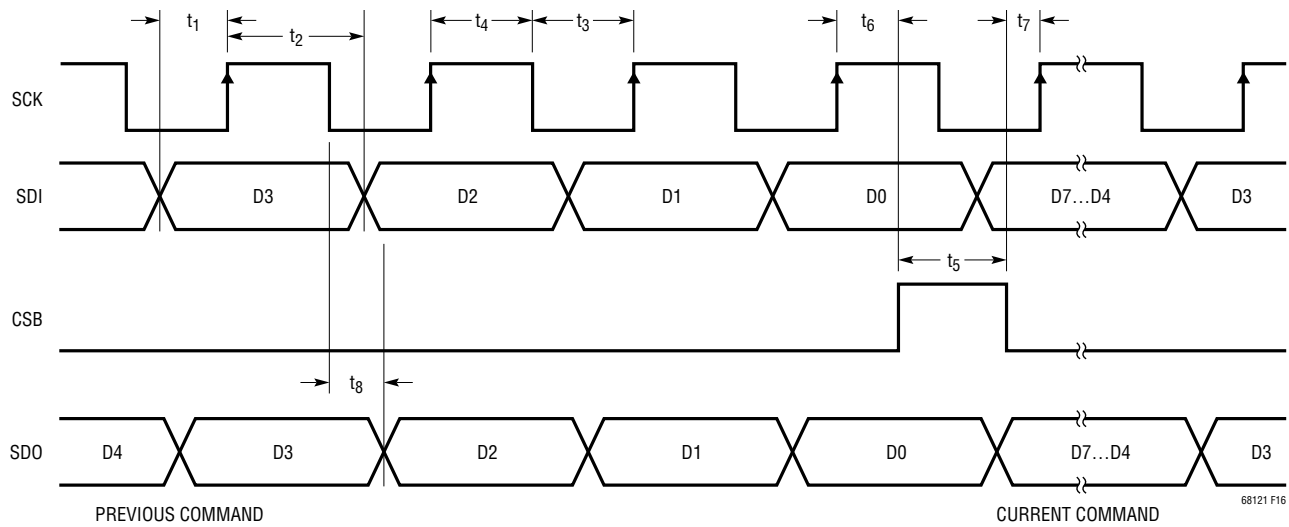 t1
t2
t4
t3
t6
t7
SCK
SDI
D3
D2
D1
D0
D7...D4
D3
t5
CSB
t8
SDO
D4
D3
D2
D1
D0
D7...D4
D3
68121 F16
PREVIOUS COMMAND
CURRENT COMMAND